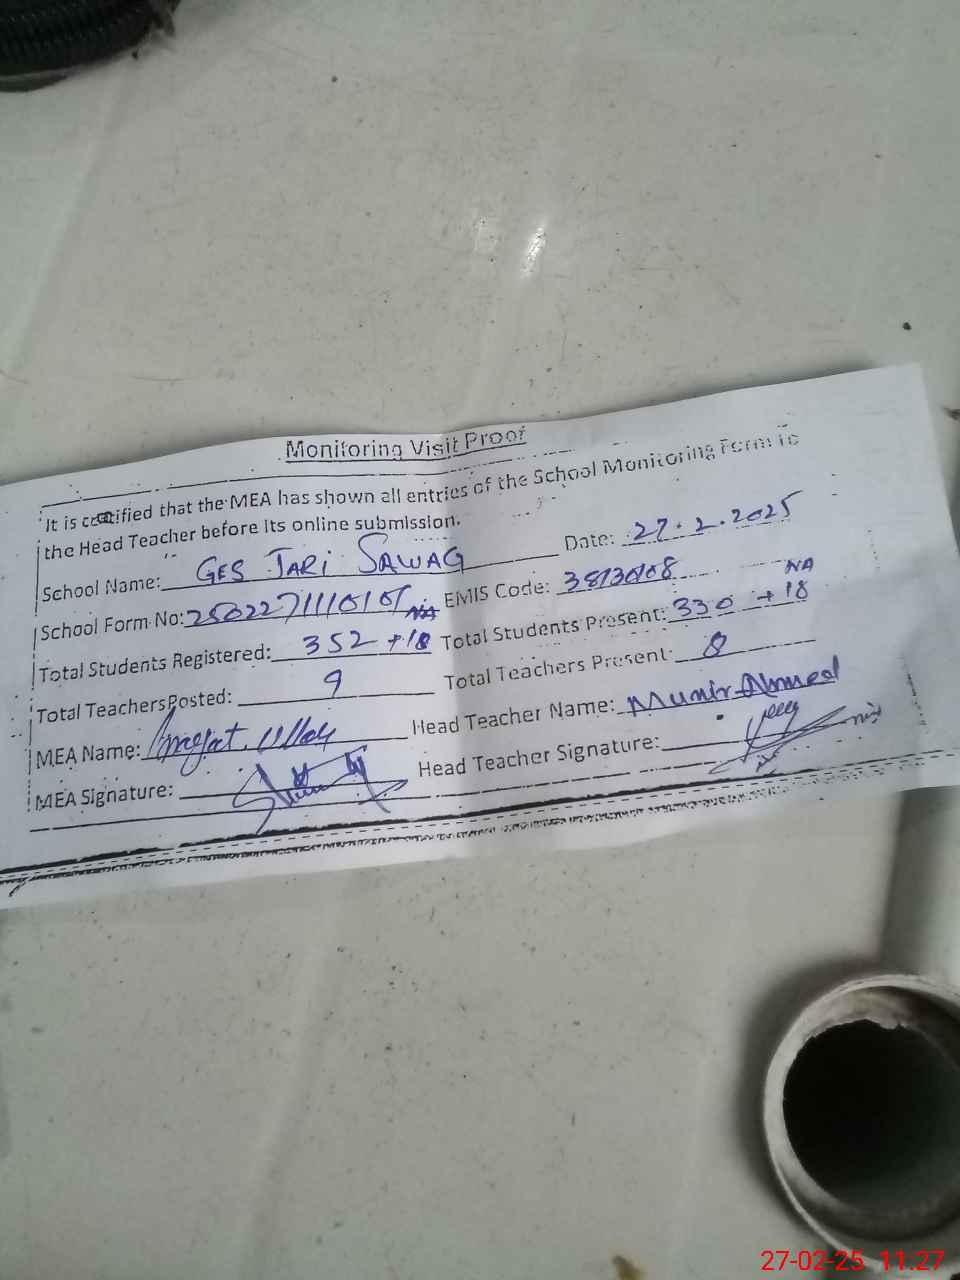 Monitoring Visit Proof
It is certified that the MEA has shown all entries of the School Monitoring Form to
the Head Teacher before its online submission.
School Name: GES JARI SAWAG Date: 27.2.2025
School Form No: EMIS Code: 38130108
NA NA
Total Students Registered: 352 +18 Total Students Present: 330 +18
Total Teachers Posted: 9 Total Teachers Present: 8
MEA Name: Head Teacher Name: Munir Ahmed
MEA Signature: Head Teacher Signature:
27-02-25 11:27